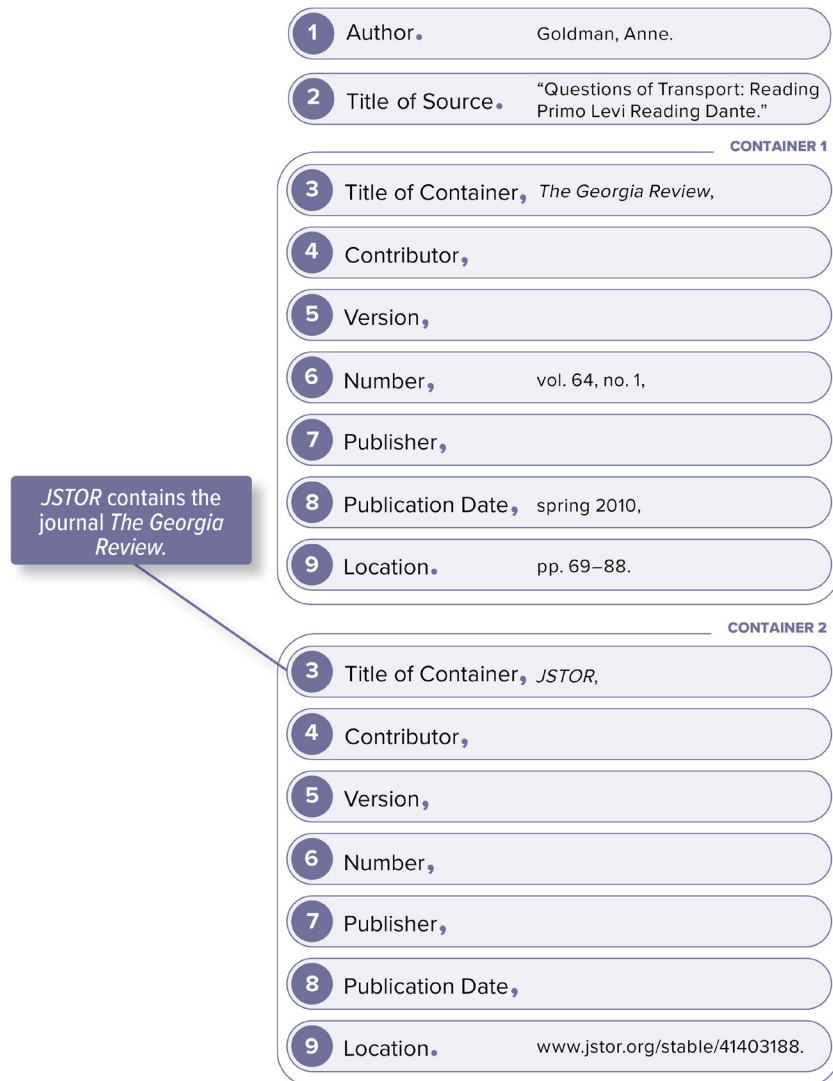 1 Author. Goldman, Anne.
2 Title of Source. “Questions of Transport: Reading
Primo Levi Reading Dante.”
CONTAINER 1
3 Title of Container, The Georgia Review,
4 Contributor,
5 Version,
6 Number, vol. 64, no. 1,
7 Publisher,
8 Publication Date, spring 2010,
9 Location. pp. 69–88.
JSTOR contains the
journal The Georgia
Review.
CONTAINER 2
3 Title of Container, JSTOR,
4 Contributor,
5 Version,
6 Number,
7 Publisher,
8 Publication Date,
9 Location. www.jstor.org/stable/41403188.